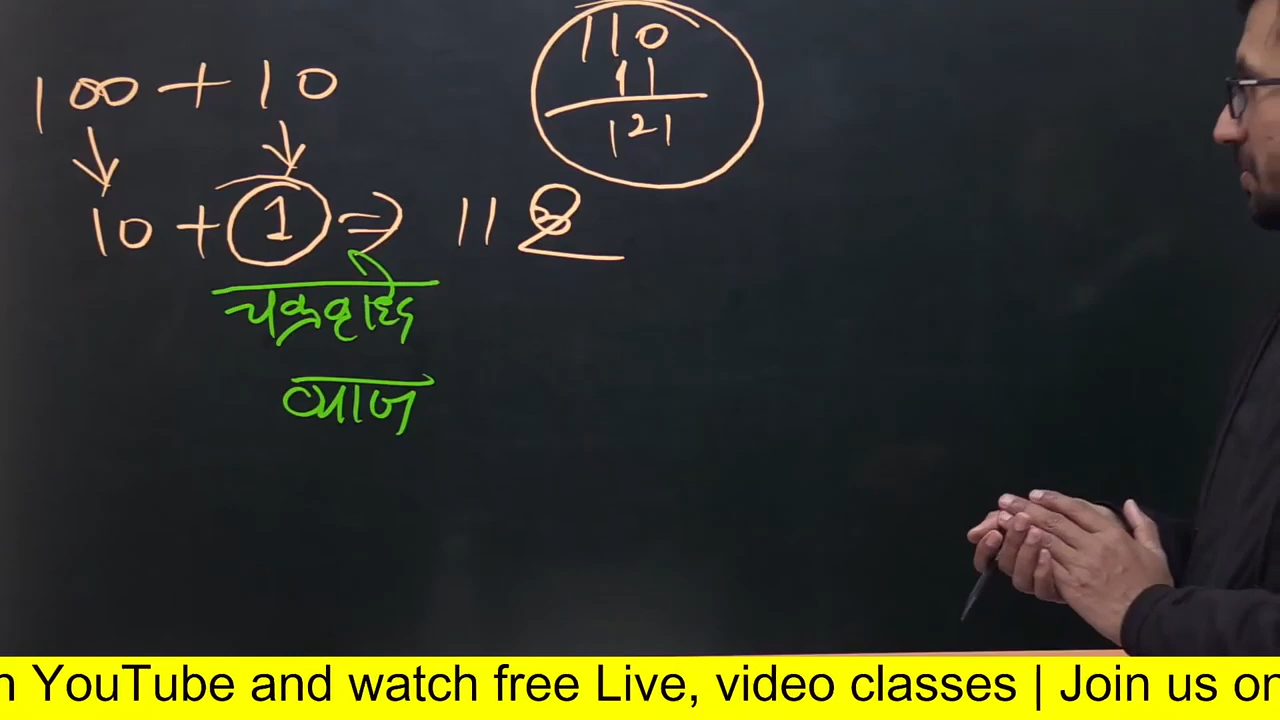 100 + 10
10 + 1 ⇒ 11 रु
चक्रवृद्धि
ब्याज
110
11
121
n YouTube and watch free Live, video classes | Join us on